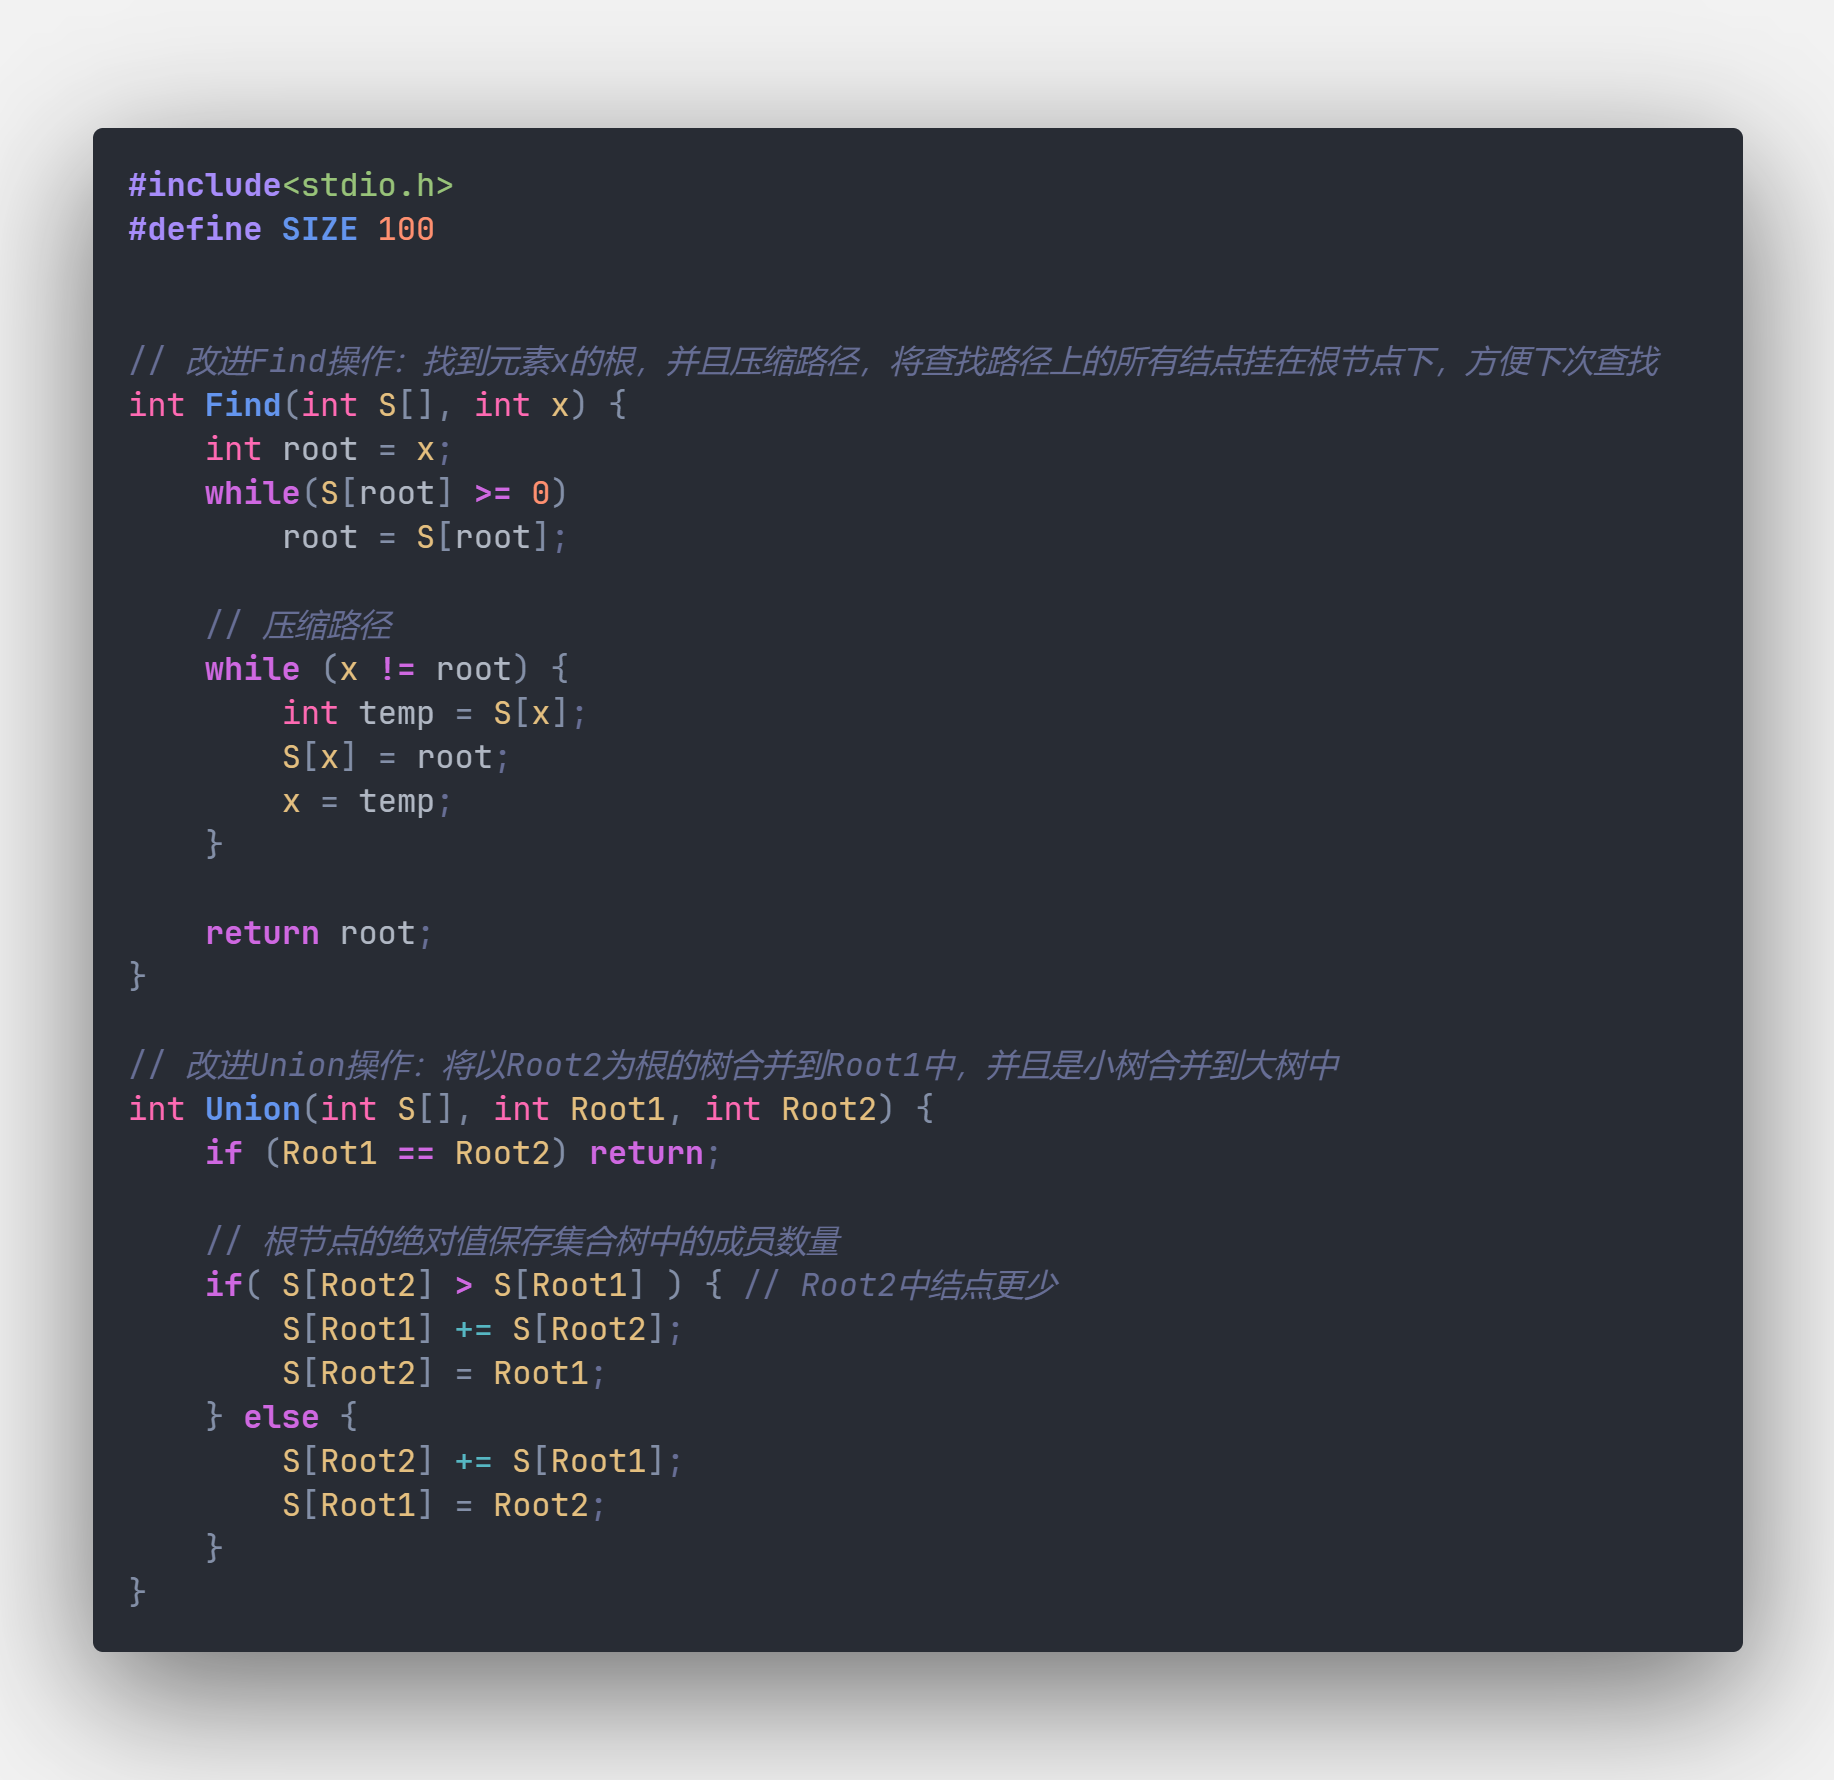 #include<stdio.h>
#define SIZE 100
// 改进Find操作：找到元素x的根，并且压缩路径，将查找路径上的所有结点挂在根节点下，方便下次查找
int Find(int S[], int x) {
    int root = x;
    while(S[root] >= 0)
        root = S[root];
    // 压缩路径
    while (x != root) {
        int temp = S[x];
        S[x] = root;
        x = temp;
    }
    return root;
}
// 改进Union操作：将以Root2为根的树合并到Root1中，并且是小树合并到大树中
int Union(int S[], int Root1, int Root2) {
    if (Root1 == Root2) return;
    // 根节点的绝对值保存集合树中的成员数量
    if( S[Root2] > S[Root1] ) { // Root2中结点更少
        S[Root1] += S[Root2];
        S[Root2] = Root1;
    } else {
        S[Root2] += S[Root1];
        S[Root1] = Root2;
    }
}